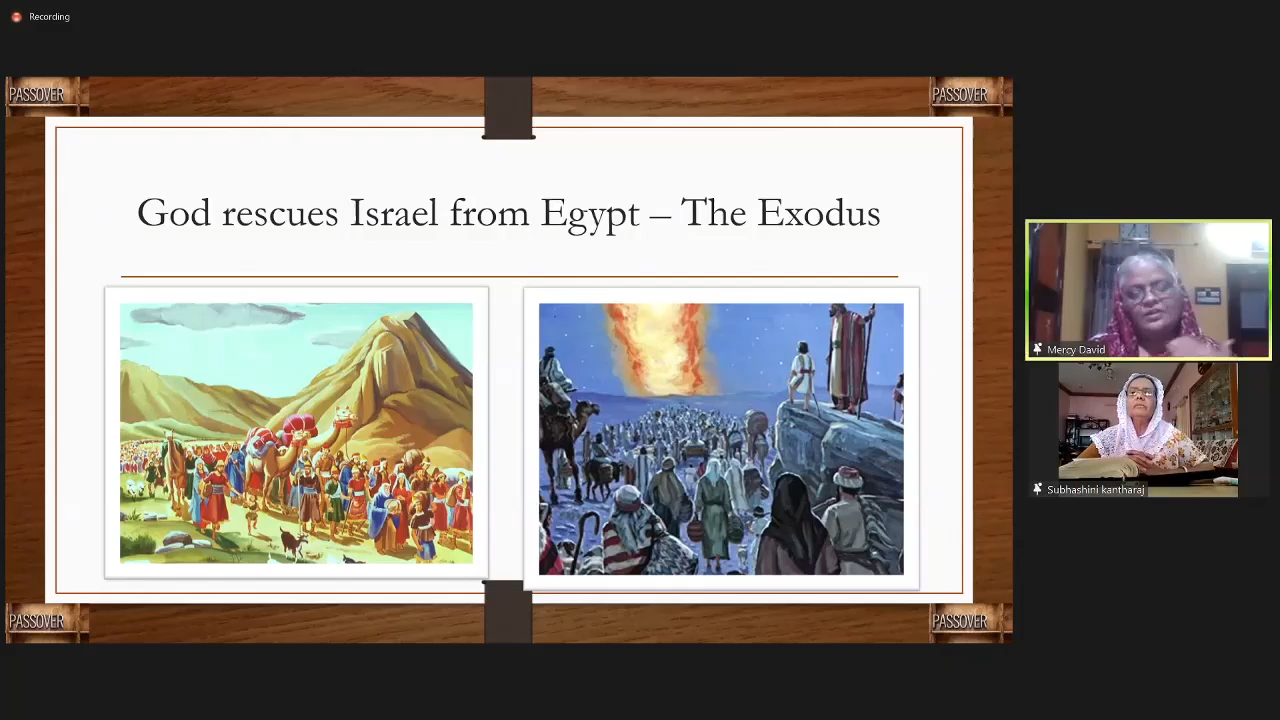 Recording
PASSOVER
PASSOVER
God rescues Israel from Egypt – The Exodus
Mercy David
Subhashini kantharaj
PASSOVER
PASSOVER